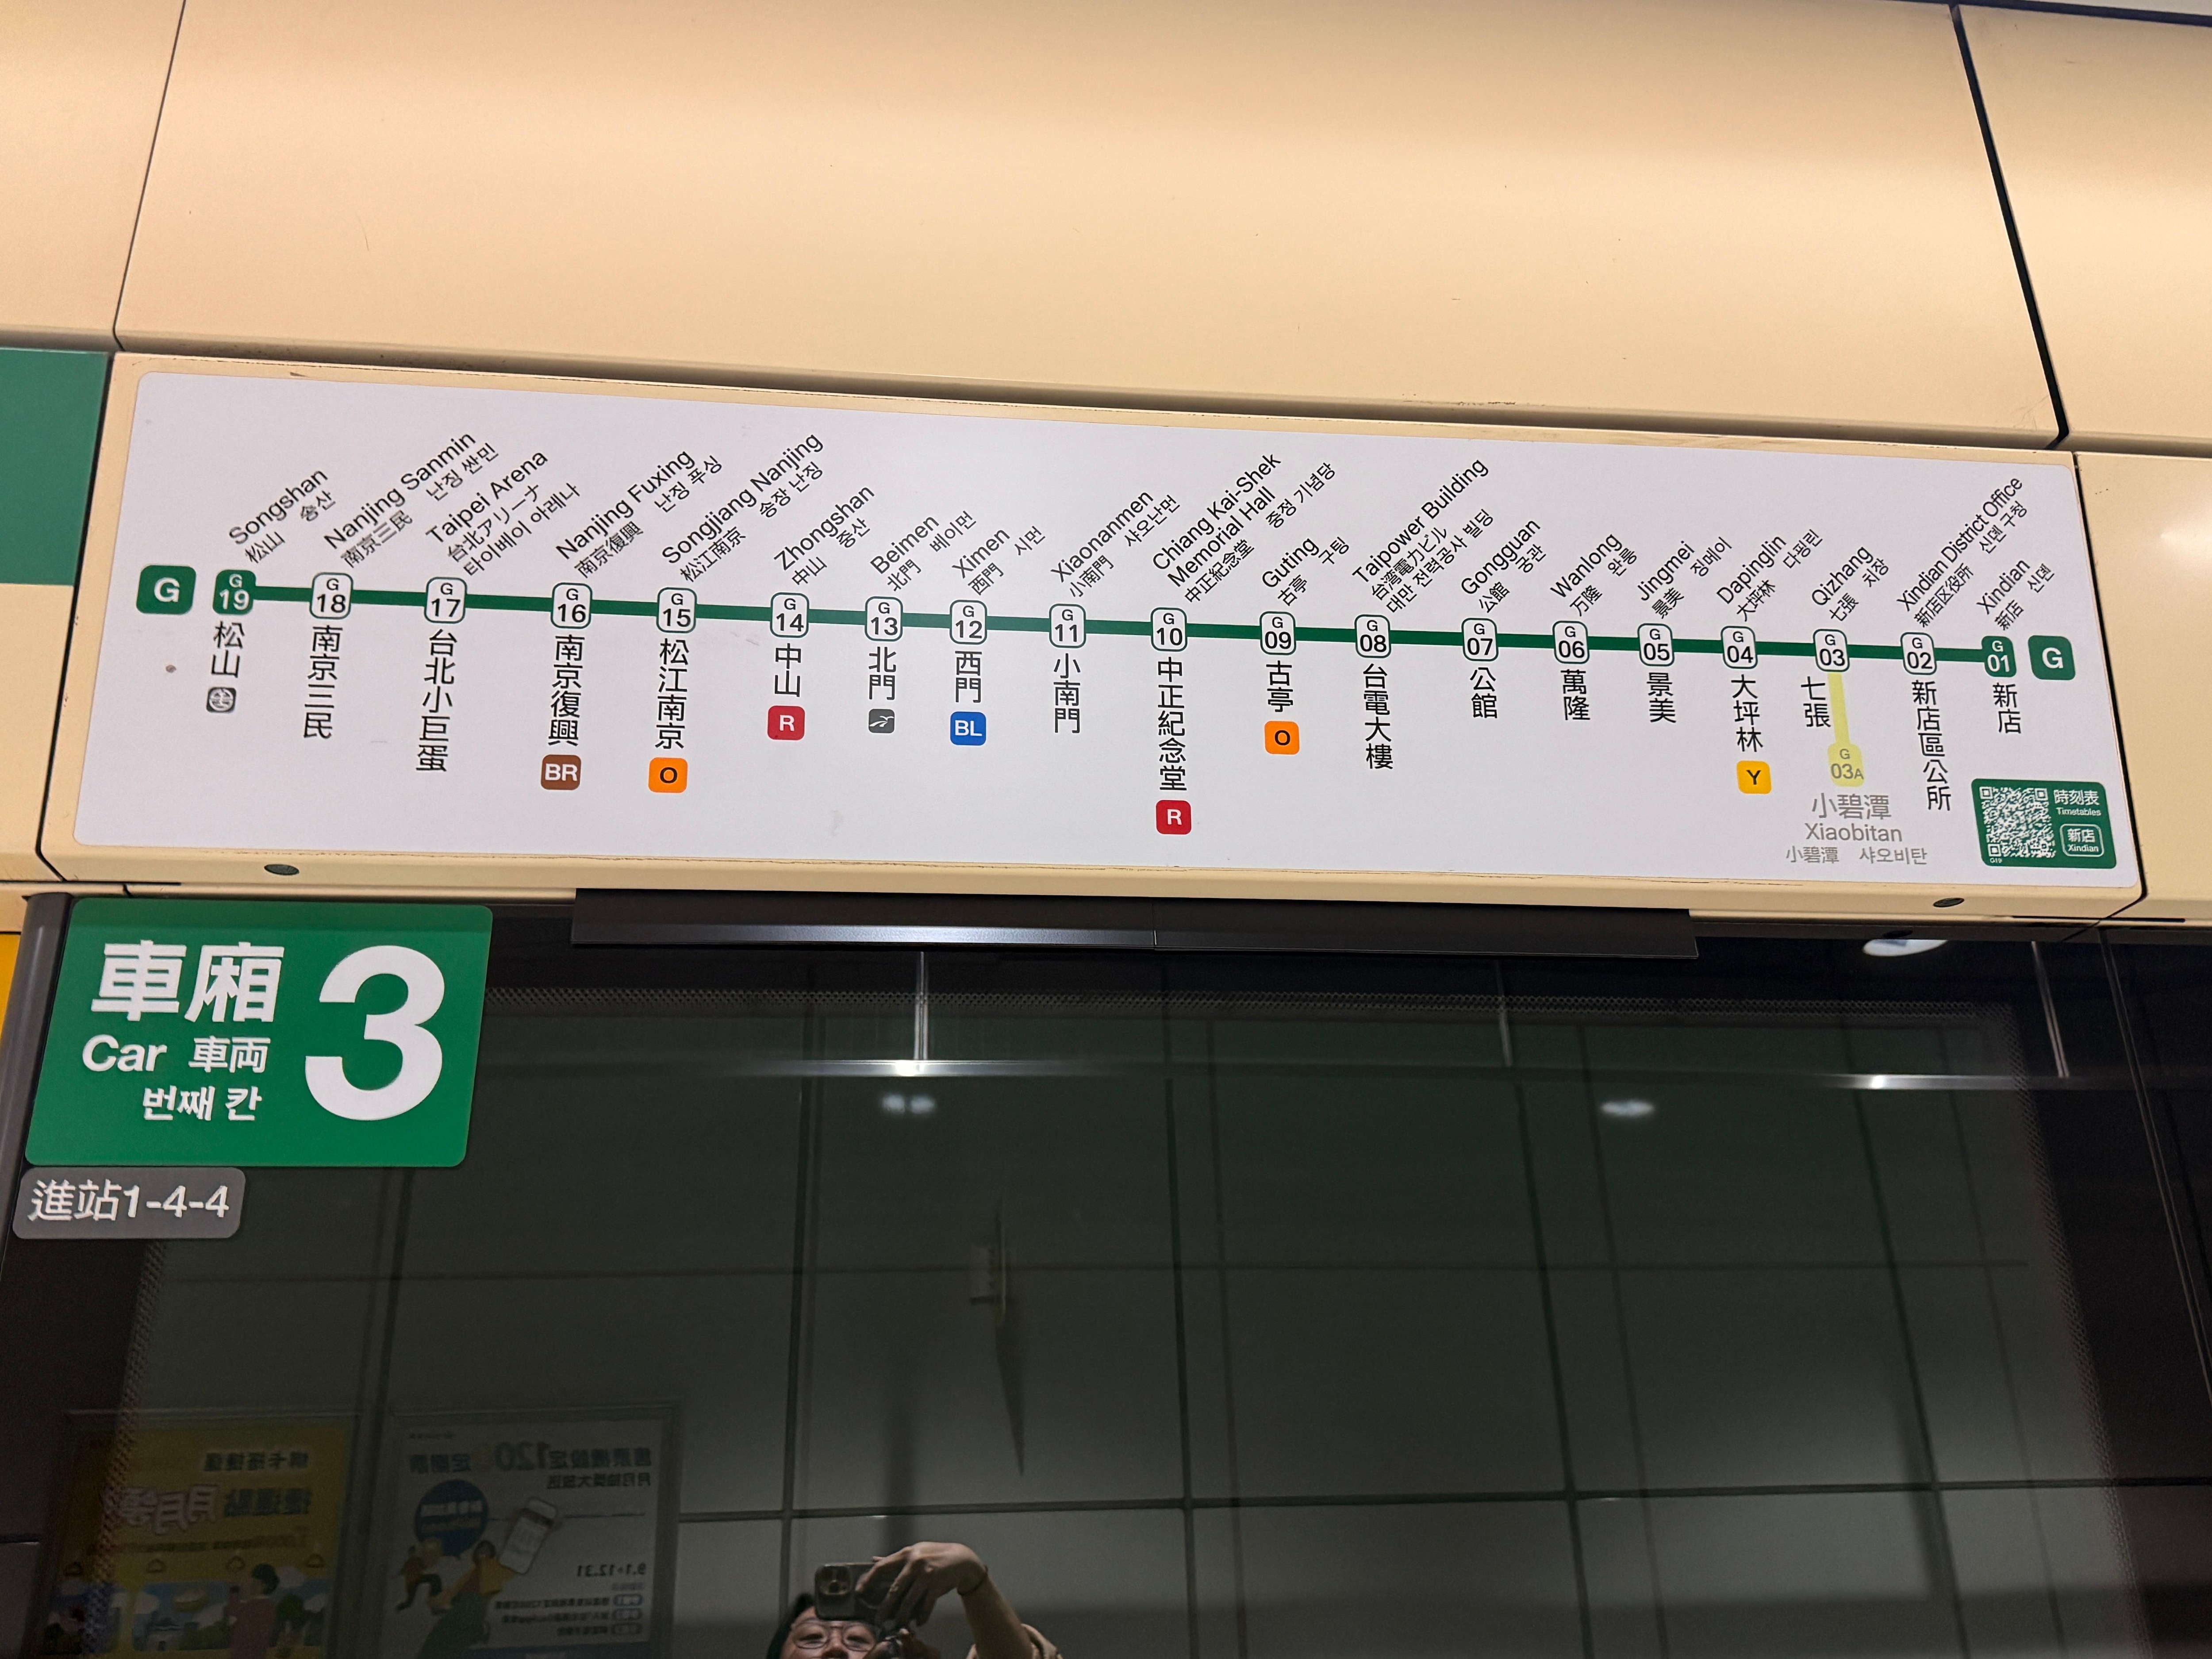 G
G 19
Songshan
松山 송산
松山
G 18
Nanjing Sanmin
南京三民 난징 싼민
南京三民
G 17
Taipei Arena
台北アリーナ
타이베이 아레나
台北小巨蛋
G 16
Nanjing Fuxing
南京復興 난징 푸싱
南京復興
BR
G 15
Songjiang Nanjing
松江南京 송장 난징
松江南京
O
G 14
Zhongshan
中山 중산
中山
R
G 13
Beimen
北門 베이먼
北門
G 12
Ximen
西門 시먼
西門
BL
G 11
Xiaonanmen
小南門 샤오난먼
小南門
G 10
Chiang Kai-Shek
Memorial Hall
中正紀念堂 중정 기념당
中正紀念堂
R
G 09
Guting
古亭 구팅
古亭
O
G 08
Taipower Building
台湾電力ビル
대만 전력공사 빌딩
台電大樓
G 07
Gongguan
公館 궁관
公館
G 06
Wanlong
万隆 완룽
萬隆
G 05
Jingmei
景美 징메이
景美
G 04
Dapinglin
大坪林 다핑린
大坪林
Y
G 03
Qizhang
七張 치장
七張
G 03A
小碧潭
Xiaobitan
小碧潭 샤오비탄
G 02
Xindian District Office
新店区役所 신뎬 구청
新店區公所
G 01
Xindian
新店 신뎬
新店
G
時刻表
Timetables
新店
Xindian
G19
車廂 3
Car 車両
번째 칸
進站1-4-4
9.1-12.31